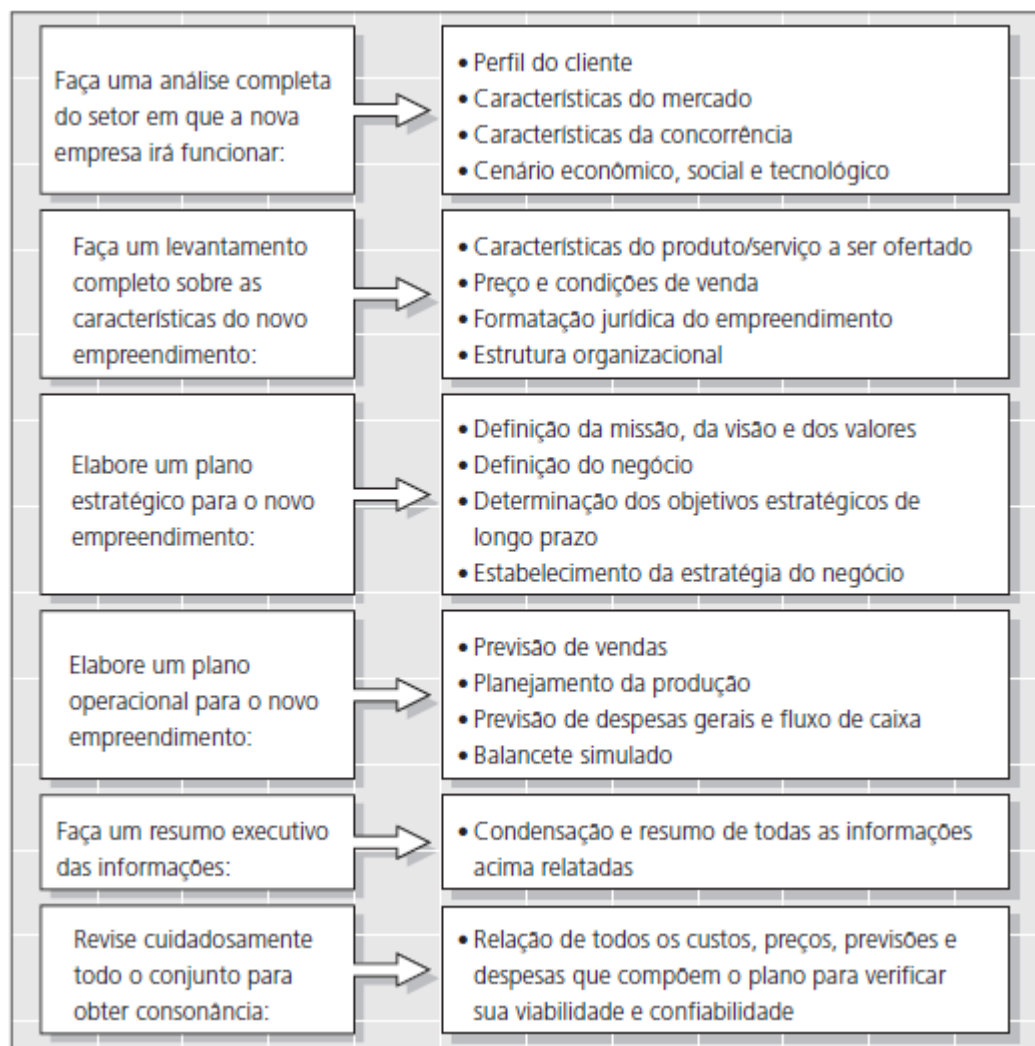 Faça uma análise completa
do setor em que a nova
empresa irá funcionar:
• Perfil do cliente
• Características do mercado
• Características da concorrência
• Cenário econômico, social e tecnológico
Faça um levantamento
completo sobre as
características do novo
empreendimento:
• Características do produto/serviço a ser ofertado
• Preço e condições de venda
• Formatação jurídica do empreendimento
• Estrutura organizacional
Elabore um plano
estratégico para o novo
empreendimento:
• Definição da missão, da visão e dos valores
• Definição do negócio
• Determinação dos objetivos estratégicos de
longo prazo
• Estabelecimento da estratégia do negócio
Elabore um plano
operacional para o novo
empreendimento:
• Previsão de vendas
• Planejamento da produção
• Previsão de despesas gerais e fluxo de caixa
• Balancete simulado
Faça um resumo executivo
das informações:
• Condensação e resumo de todas as informações
acima relatadas
Revise cuidadosamente
todo o conjunto para
obter consonância:
• Relação de todos os custos, preços, previsões e
despesas que compõem o plano para verificar
sua viabilidade e confiabilidade